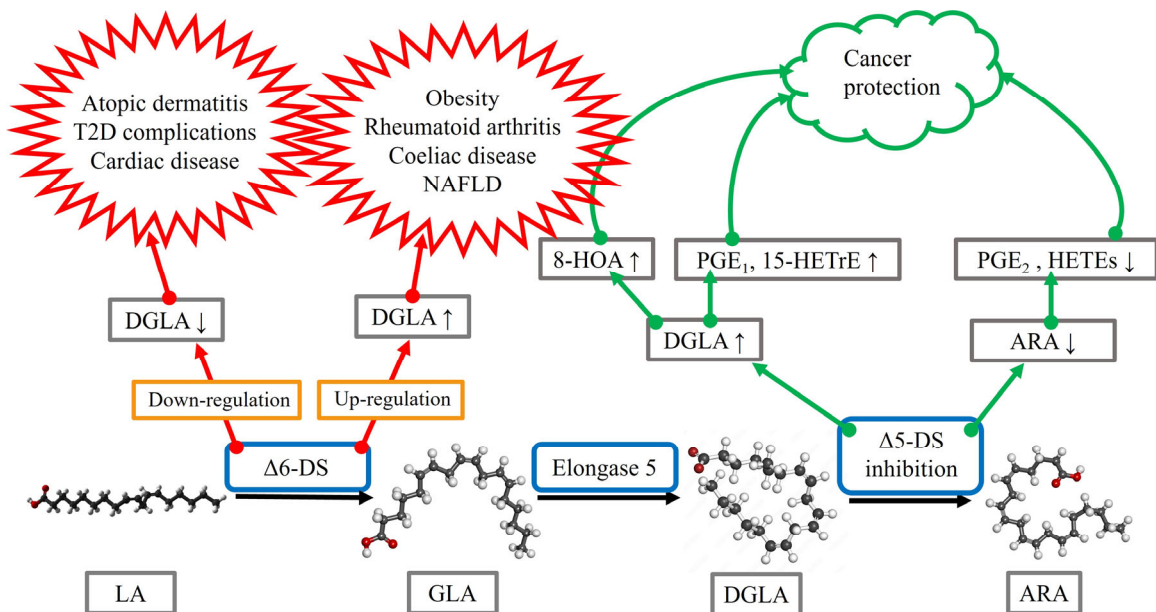 Atopic dermatitis
T2D complications
Cardiac disease
Obesity
Rheumatoid arthritis
Coeliac disease
NAFLD
Cancer
protection
8-HOA ↑
PGE₁, 15-HETrE ↑
PGE₂ , HETEs ↓
DGLA ↓
DGLA ↑
DGLA ↑
ARA ↓
Down-regulation
Up-regulation
Δ6-DS
Elongase 5
Δ5-DS
inhibition
LA
GLA
DGLA
ARA